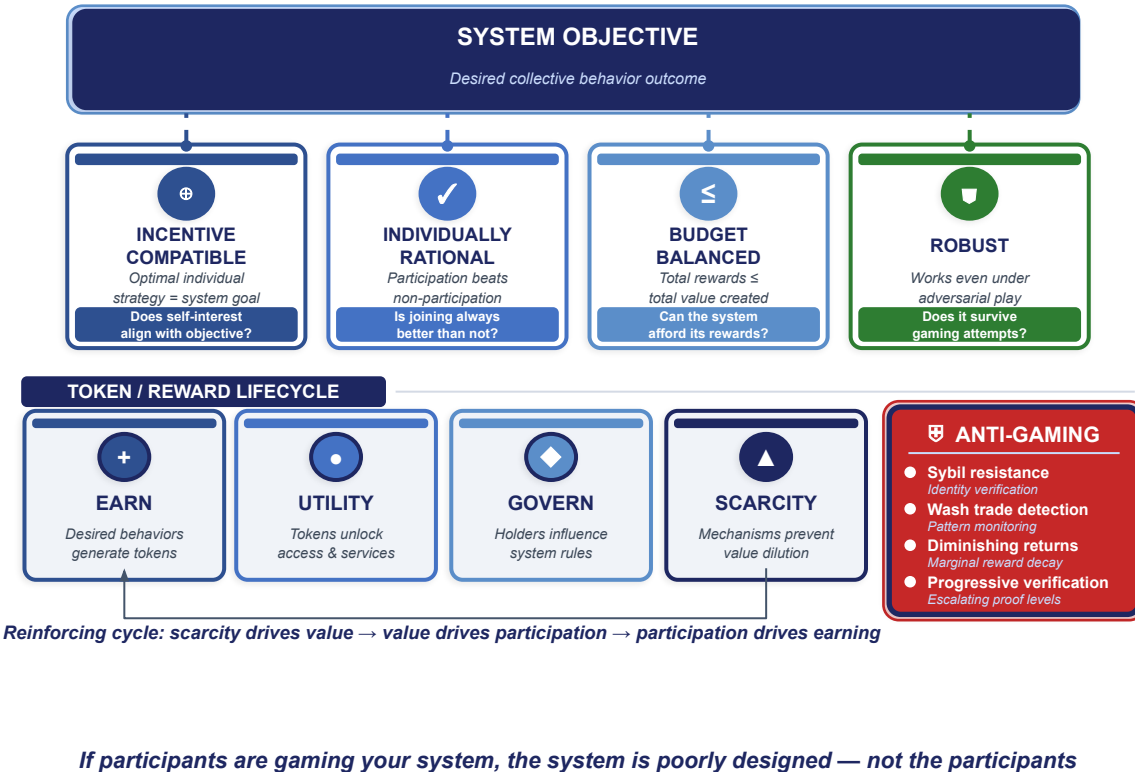 SYSTEM OBJECTIVE
Desired collective behavior outcome
INCENTIVE
COMPATIBLE
Optimal individual
strategy = system goal
Does self-interest
align with objective?
✓
INDIVIDUALLY
RATIONAL
Participation beats
non-participation
Is joining always
better than not?
≤
BUDGET
BALANCED
Total rewards ≤
total value created
Can the system
afford its rewards?
ROBUST
Works even under
adversarial play
Does it survive
gaming attempts?
TOKEN / REWARD LIFECYCLE
+
EARN
Desired behaviors
generate tokens
UTILITY
Tokens unlock
access & services
GOVERN
Holders influence
system rules
SCARCITY
Mechanisms prevent
value dilution
ANTI-GAMING
Sybil resistance
Identity verification
Wash trade detection
Pattern monitoring
Diminishing returns
Marginal reward decay
Progressive verification
Escalating proof levels
Reinforcing cycle: scarcity drives value → value drives participation → participation drives earning
If participants are gaming your system, the system is poorly designed — not the participants